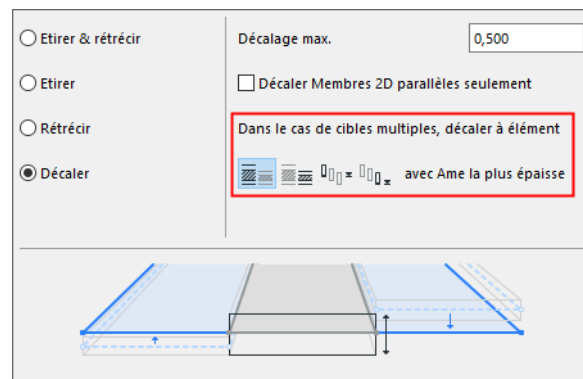 Etirer & rétrécir
Décalage max.
0,500
Etirer
Décaler Membres 2D parallèles seulement
Rétrécir
Dans le cas de cibles multiples, décaler à élément
Décaler
avec Ame la plus épaisse